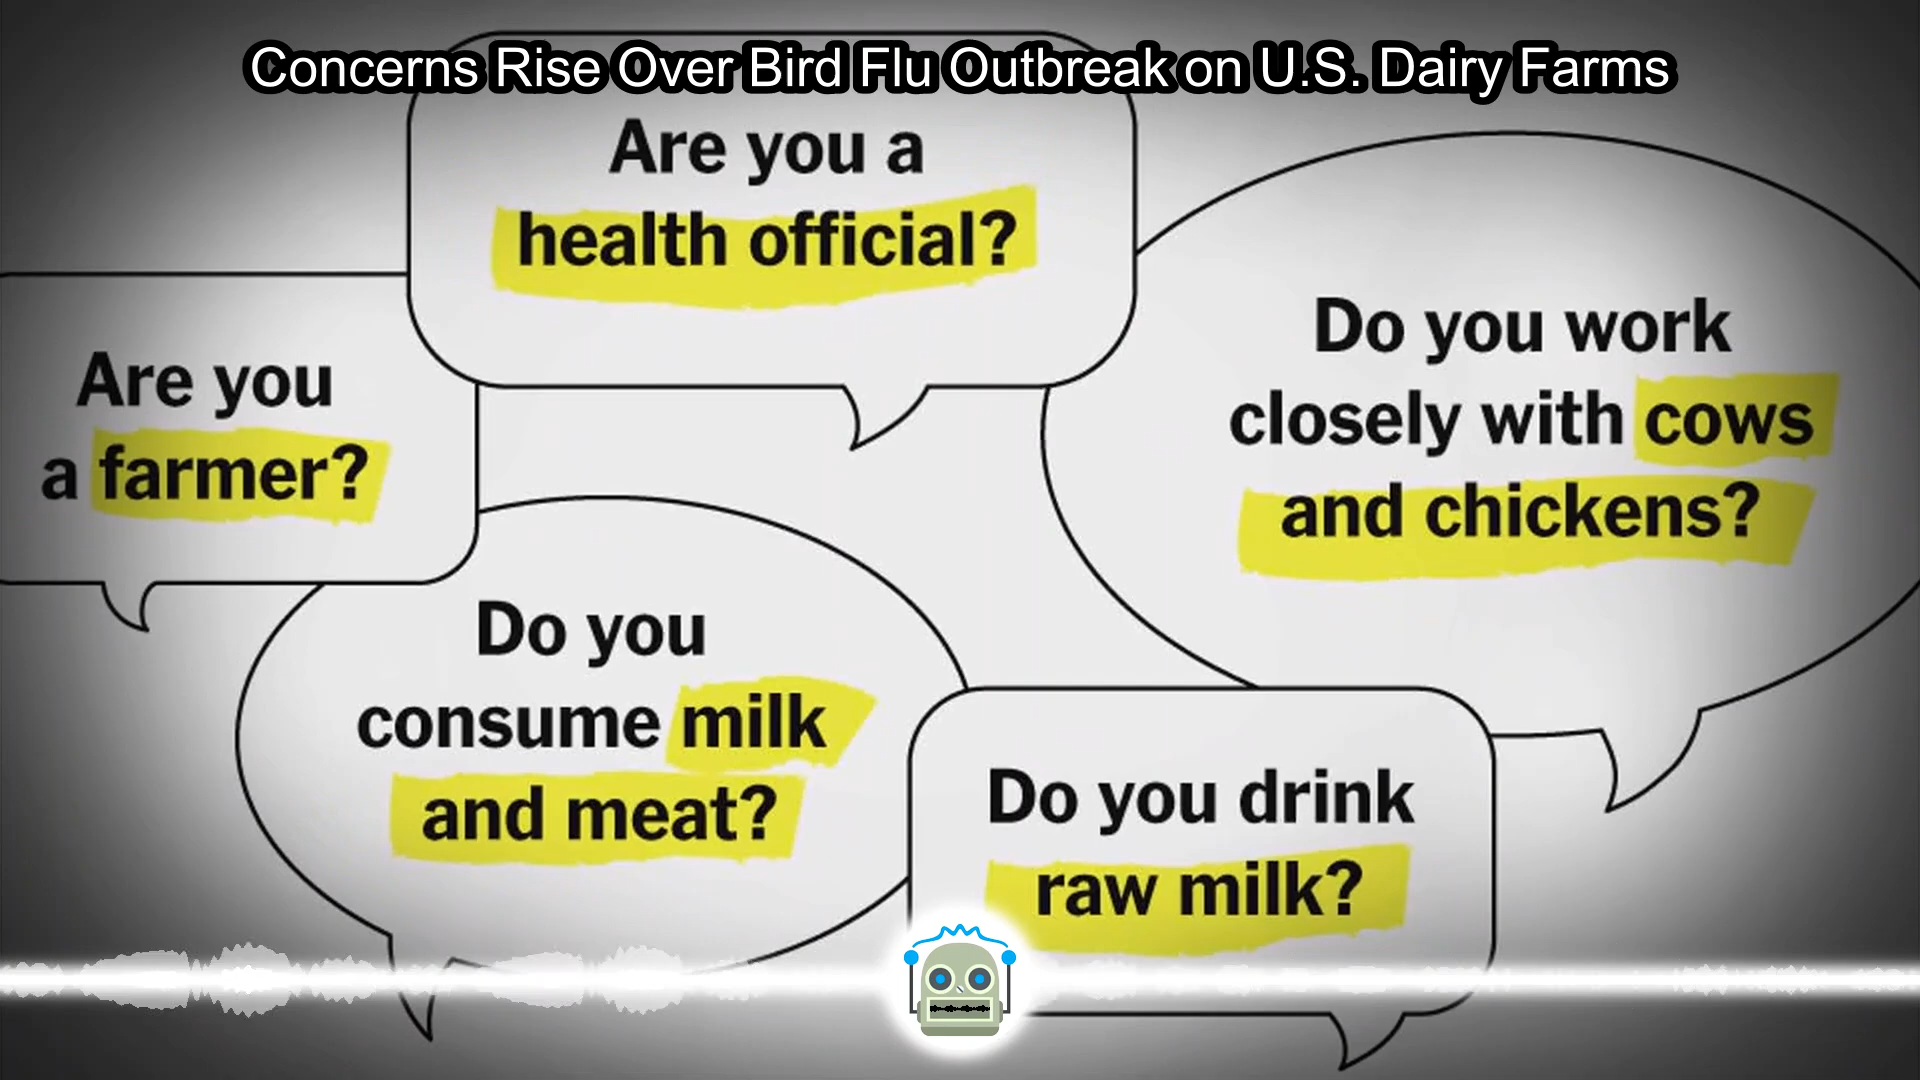 Concerns Rise Over Bird Flu Outbreak on U.S. Dairy Farms
Are you a
health official?
Are you
a farmer?
Do you work
closely with cows
and chickens?
Do you
consume milk
and meat?
Do you drink
raw milk?